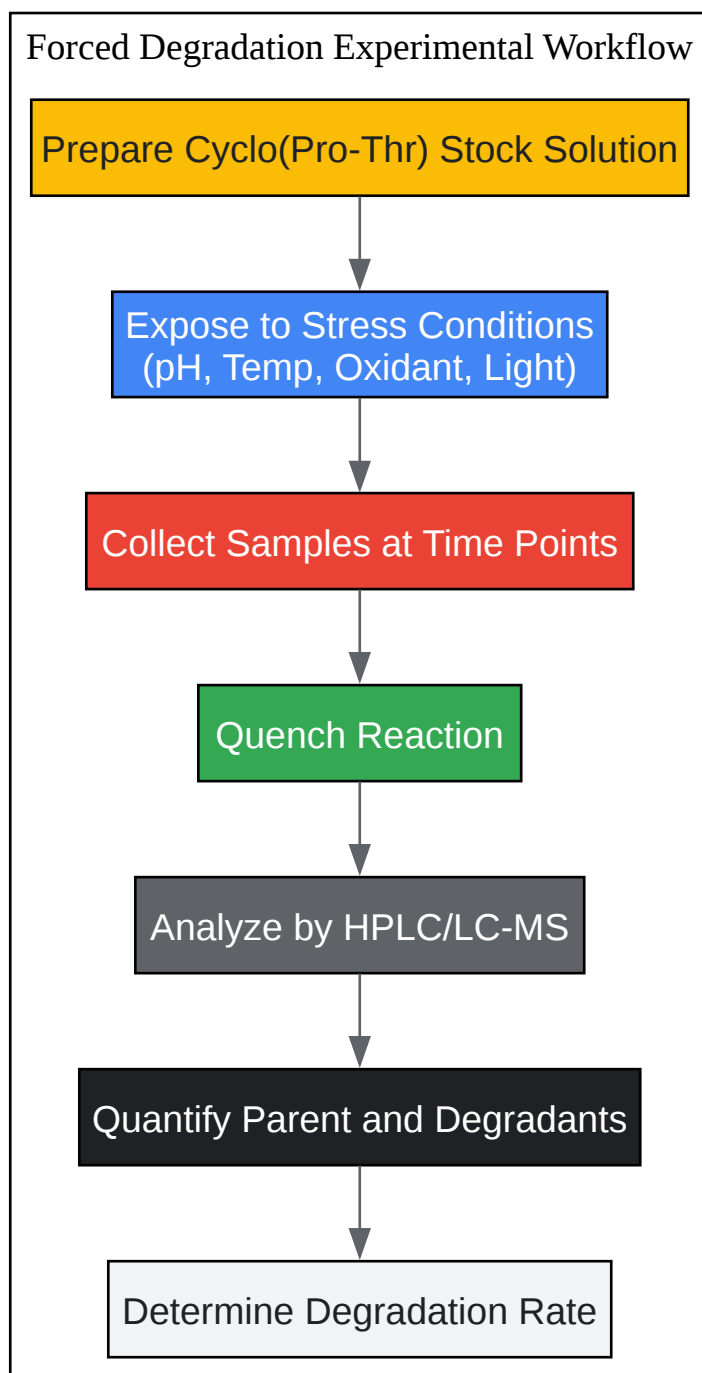 Forced Degradation Experimental Workflow
Prepare Cyclo(Pro-Thr) Stock Solution
Expose to Stress Conditions
(pH, Temp, Oxidant, Light)
Collect Samples at Time Points
Quench Reaction
Analyze by HPLC/LC-MS
Quantify Parent and Degradants
Determine Degradation Rate